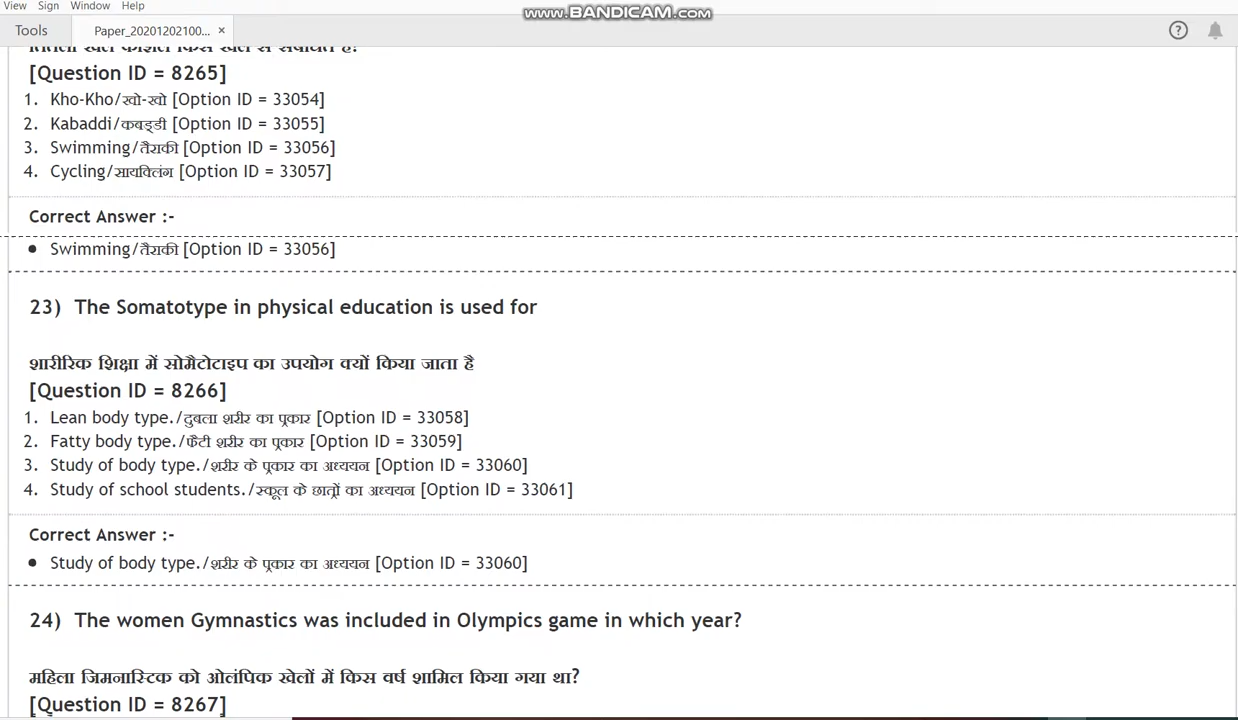 View Sign Window Help
www.BANDICAM.com
Tools Paper_20201202100... ×
तितली खेल कौशल किस खेल से संबंधित है?
[Question ID = 8265]
1. Kho-Kho/खो-खो [Option ID = 33054]
2. Kabaddi/कबड्डी [Option ID = 33055]
3. Swimming/तैराकी [Option ID = 33056]
4. Cycling/सायक्लिंग [Option ID = 33057]
Correct Answer :-
• Swimming/तैराकी [Option ID = 33056]
23) The Somatotype in physical education is used for
शारीरिक शिक्षा में सोमैटोटाइप का उपयोग क्यों किया जाता है
[Question ID = 8266]
1. Lean body type./दुबला शरीर का प्रकार [Option ID = 33058]
2. Fatty body type./फैटी शरीर का प्रकार [Option ID = 33059]
3. Study of body type./शरीर के प्रकार का अध्ययन [Option ID = 33060]
4. Study of school students./स्कूल के छात्रों का अध्ययन [Option ID = 33061]
Correct Answer :-
• Study of body type./शरीर के प्रकार का अध्ययन [Option ID = 33060]
24) The women Gymnastics was included in Olympics game in which year?
महिला जिमनास्टिक को ओलंपिक खेलों में किस वर्ष शामिल किया गया था?
[Question ID = 8267]